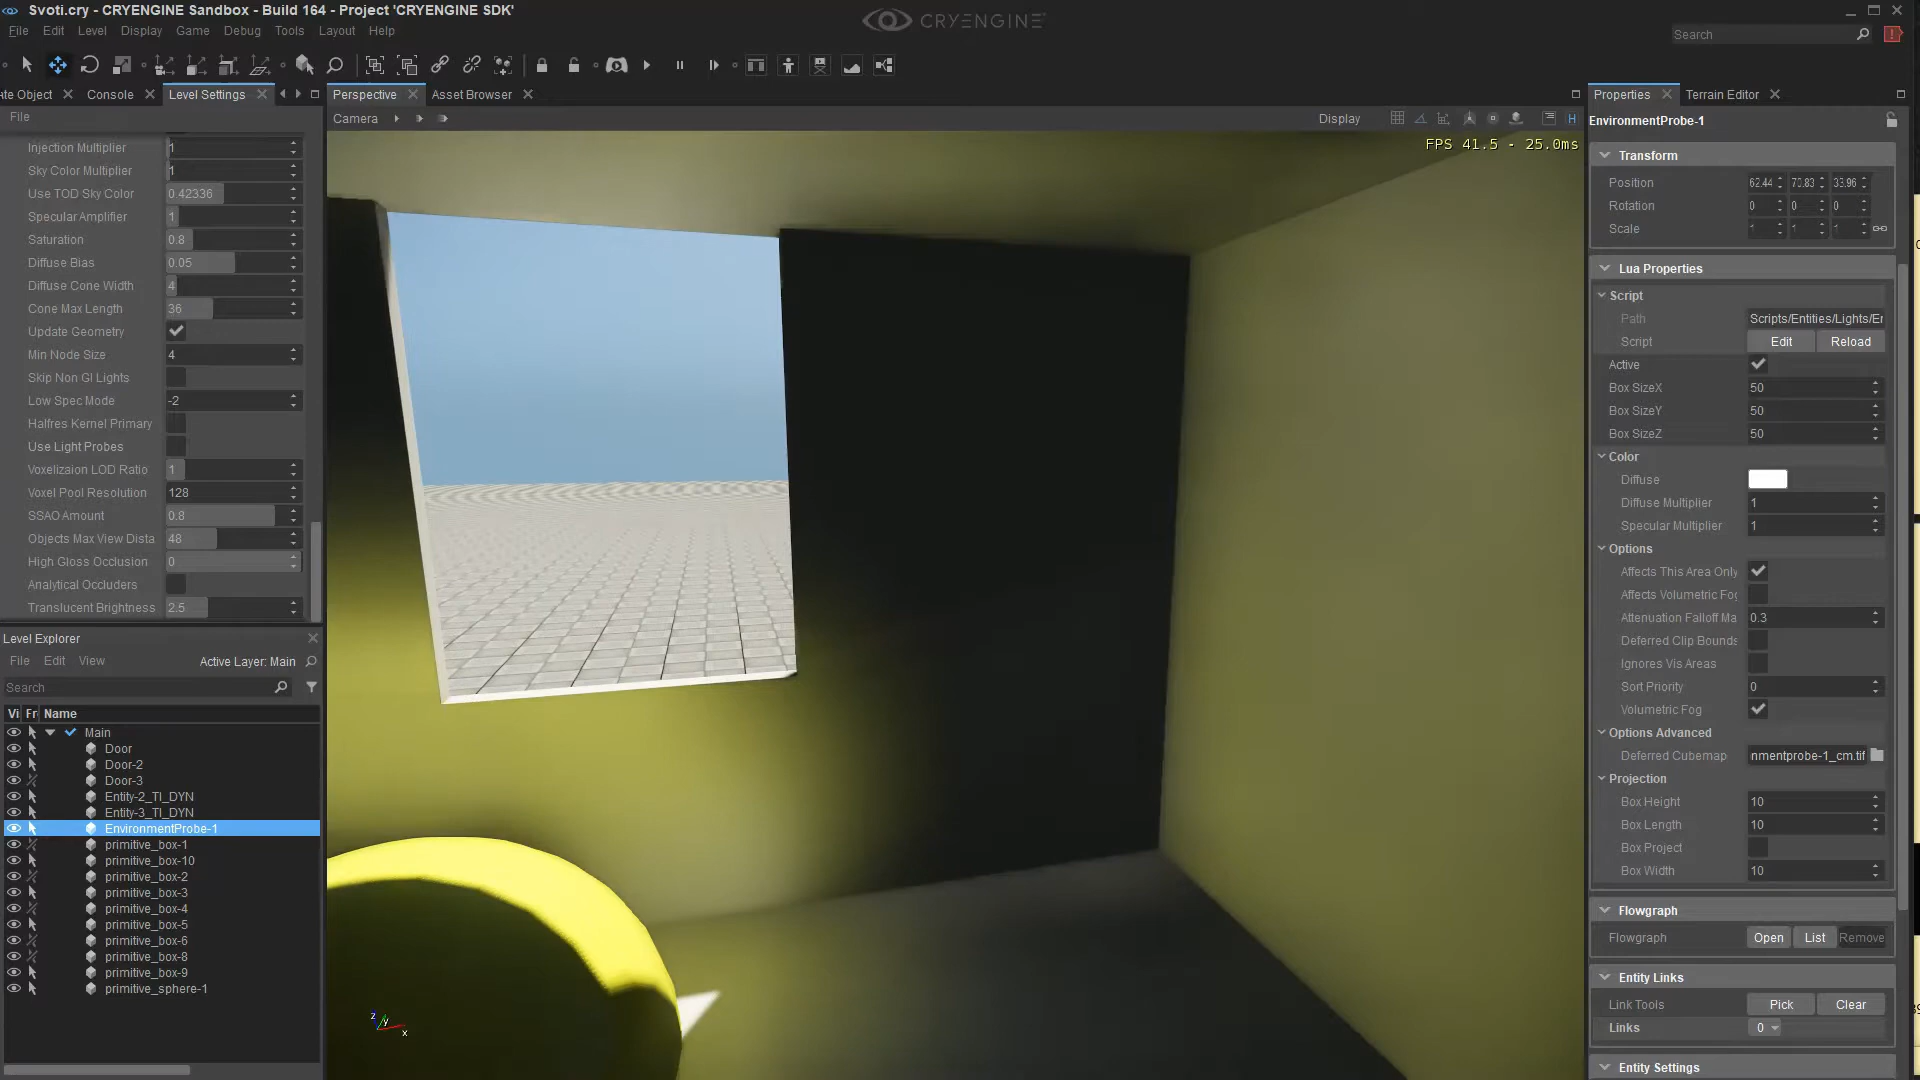 Svoti.cry - CRYENGINE Sandbox - Build 164 - Project 'CRYENGINE SDK'
CRYENGINE
File Edit Level Display Game Debug Tools Layout Help
Search
Console Level Settings
Perspective Asset Browser
Properties Terrain Editor
File
Camera
Display
H
FPS 41.5 - 25.0ms
Injection Multiplier 1
Sky Color Multiplier 1
Use TOD Sky Color 0.42336
Specular Amplifier 1
Saturation 0.8
Diffuse Bias 0.05
Diffuse Cone Width 4
Cone Max Length 36
Update Geometry
Min Node Size 4
Skip Non GI Lights
Low Spec Mode -2
Halfres Kernel Primary
Use Light Probes
Voxelizaion LOD Ratio 1
Voxel Pool Resolution 128
SSAO Amount 0.8
Objects Max View Dista 48
High Gloss Occlusion 0
Analytical Occluders
Translucent Brightness 2.5
Level Explorer
File Edit View Active Layer: Main
Search
Vi Fr Name
Main
Door
Door-2
Door-3
Entity-2_TI_DYN
Entity-3_TI_DYN
EnvironmentProbe-1
primitive_box-1
primitive_box-10
primitive_box-2
primitive_box-3
primitive_box-4
primitive_box-5
primitive_box-6
primitive_box-8
primitive_box-9
primitive_sphere-1
z y x
EnvironmentProbe-1
Transform
Position 62.44 70.83 33.96
Rotation 0 0 0
Scale 1 1 1
Lua Properties
Script
Path Scripts/Entities/Lights/Er
Script Edit Reload
Active
Box SizeX 50
Box SizeY 50
Box SizeZ 50
Color
Diffuse
Diffuse Multiplier 1
Specular Multiplier 1
Options
Affects This Area Only
Affects Volumetric Fog
Attenuation Falloff Ma 0.3
Deferred Clip Bounds
Ignores Vis Areas
Sort Priority 0
Volumetric Fog
Options Advanced
Deferred Cubemap nmentprobe-1_cm.tif
Projection
Box Height 10
Box Length 10
Box Project
Box Width 10
Flowgraph
Flowgraph Open List Remove
Entity Links
Link Tools Pick Clear
Links 0
Entity Settings